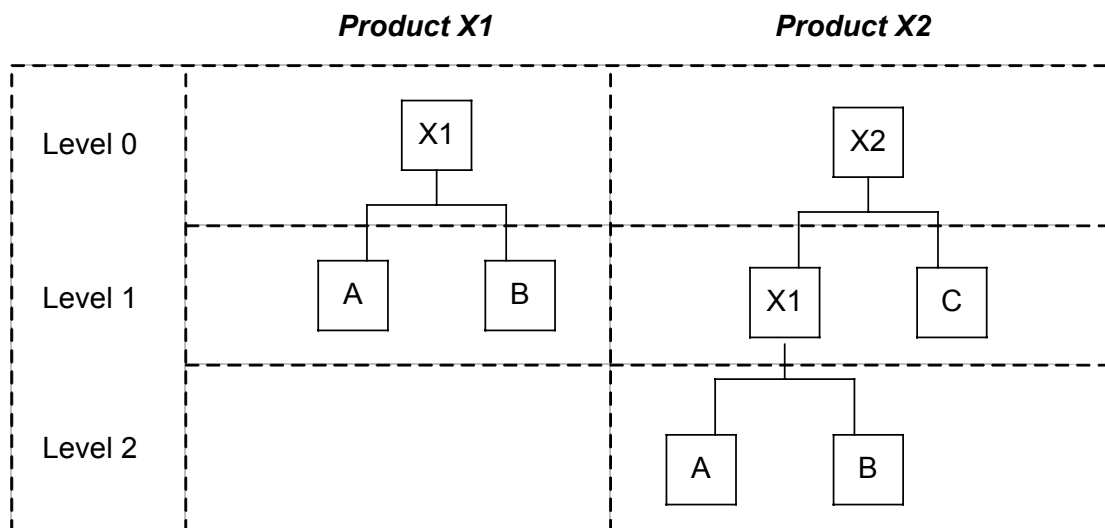 Product X1 Product X2
Level 0 X1 X2
Level 1 A B X1 C
Level 2 A B